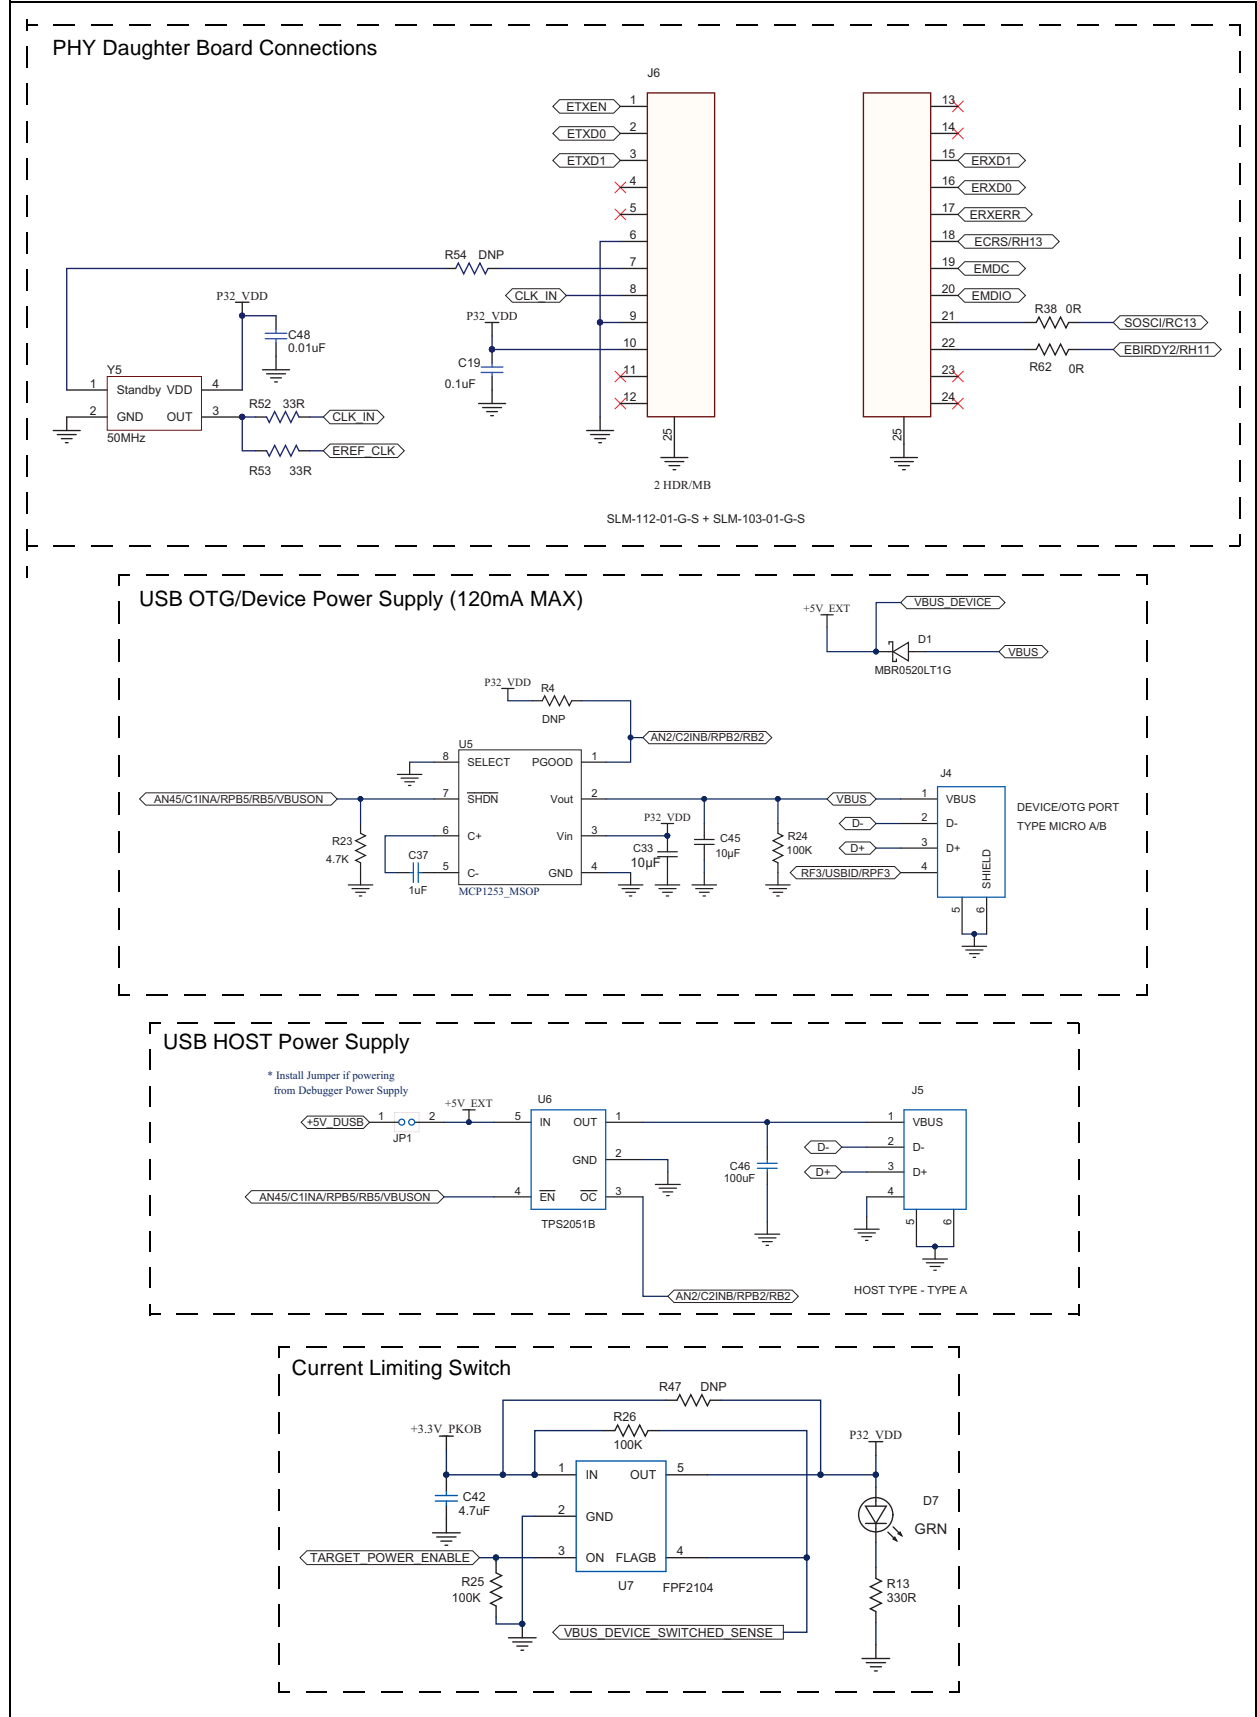 PHY Daughter Board Connections
J6
ETXEN 1
ETXD0 2
ETXD1 3
4
5
6
R54 DNP 7
CLK_IN 8
P32_VDD
9
10
C19
0.1uF
11
12
25
2 HDR/MB
SLM-112-01-G-S + SLM-103-01-G-S
13
14
15 ERXD1
16 ERXD0
17 ERXERR
18 ECRS/RH13
19 EMDC
20 EMDIO
21 R38 0R SOSCI/RC13
22 R62 0R EBIRDY2/RH11
23
24
25
P32_VDD
C48
0.01uF
Y5
1 Standby VDD 4
2 GND OUT 3
50MHz
R52 33R CLK_IN
R53 33R EREF_CLK
USB OTG/Device Power Supply (120mA MAX)
+5V_EXT
VBUS_DEVICE
D1
MBR0520LT1G
VBUS
P32_VDD R4
DNP
AN2/C2INB/RPB2/RB2
U5
8 SELECT PGOOD 1
AN45/C1INA/RPB5/RB5/VBUSON 7 SHDN Vout 2
6 C+ Vin 3
5 C- GND 4
MCP1253_MSOP
R23
4.7K
C37
1uF
P32_VDD
C33
10µF
C45
10µF
R24
100K
J4
VBUS 1 VBUS
D- 2 D-
D+ 3 D+
RF3/USBID/RPF3 4
SHIELD
5
6
DEVICE/OTG PORT
TYPE MICRO A/B
USB HOST Power Supply
* Install Jumper if powering
from Debugger Power Supply
+5V_DUSB 1 2
JP1
+5V_EXT
U6
5 IN OUT 1
GND 2
AN45/C1INA/RPB5/RB5/VBUSON 4 EN OC 3
TPS2051B
AN2/C2INB/RPB2/RB2
C46
100uF
J5
1 VBUS
D- 2 D-
D+ 3 D+
4
5
6
HOST TYPE - TYPE A
Current Limiting Switch
R47 DNP
+3.3V_PKOB
R26
100K
P32_VDD
C42
4.7uF
1 IN OUT 5
2 GND
TARGET_POWER_ENABLE 3 ON FLAGB 4
U7 FPF2104
R25
100K
VBUS_DEVICE_SWITCHED_SENSE
D7
GRN
R13
330R